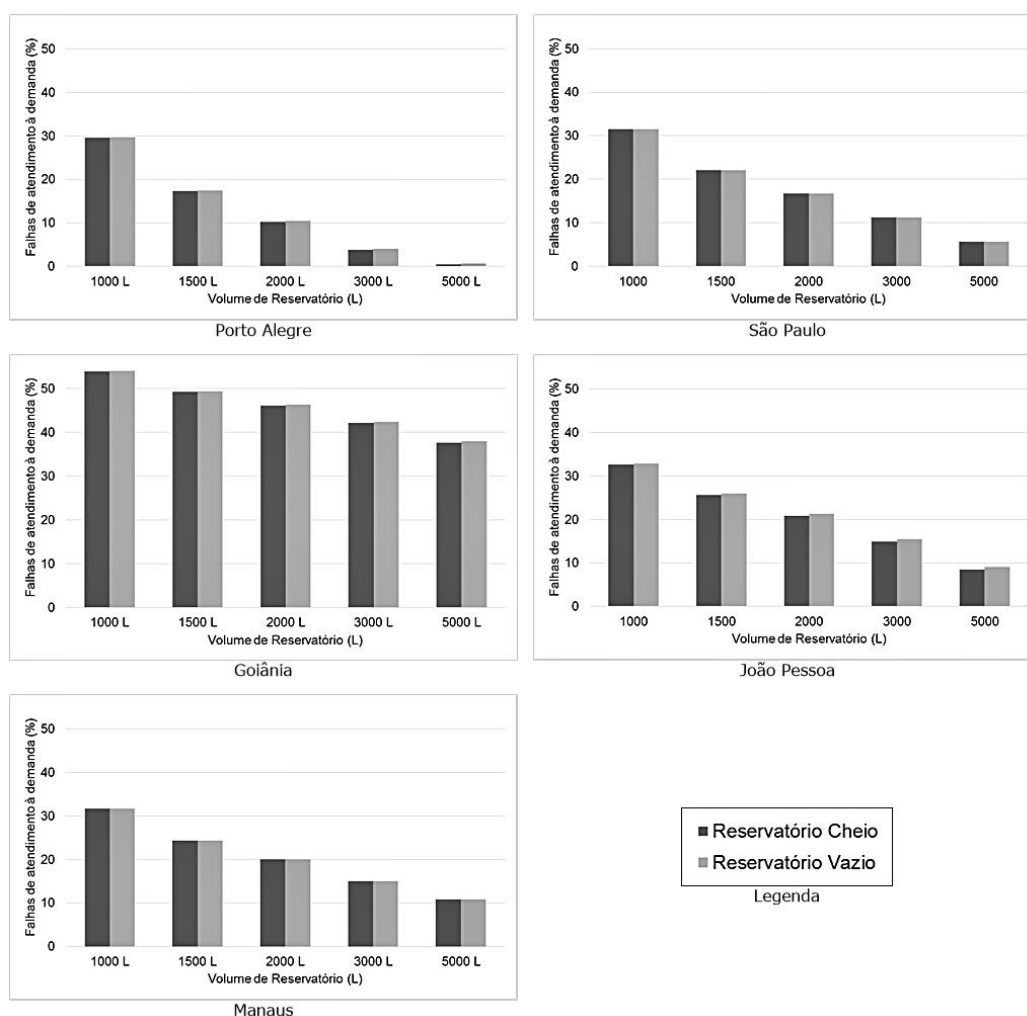 Falhas de atendimento à demanda (%)
50
40
30
20
10
0
1000 L 1500 L 2000 L 3000 L 5000 L
Volume de Reservatório (L)
Porto Alegre
Falhas de atendimento à demanda (%)
50
40
30
20
10
0
1000 1500 2000 3000 5000
Volume de Reservatório (L)
São Paulo
Falhas de atendimento à demanda (%)
50
40
30
20
10
0
1000 L 1500 L 2000 L 3000 L 5000 L
Volume de Reservatório (L)
Goiânia
Falhas de atendimento à demanda (%)
50
40
30
20
10
0
1000 1500 2000 3000 5000
Volume de Reservatório (L)
João Pessoa
Falhas de atendimento à demanda (%)
50
40
30
20
10
0
1000 L 1500 L 2000 L 3000 L 5000 L
Volume de Reservatório (L)
Manaus
Reservatório Cheio
Reservatório Vazio
Legenda